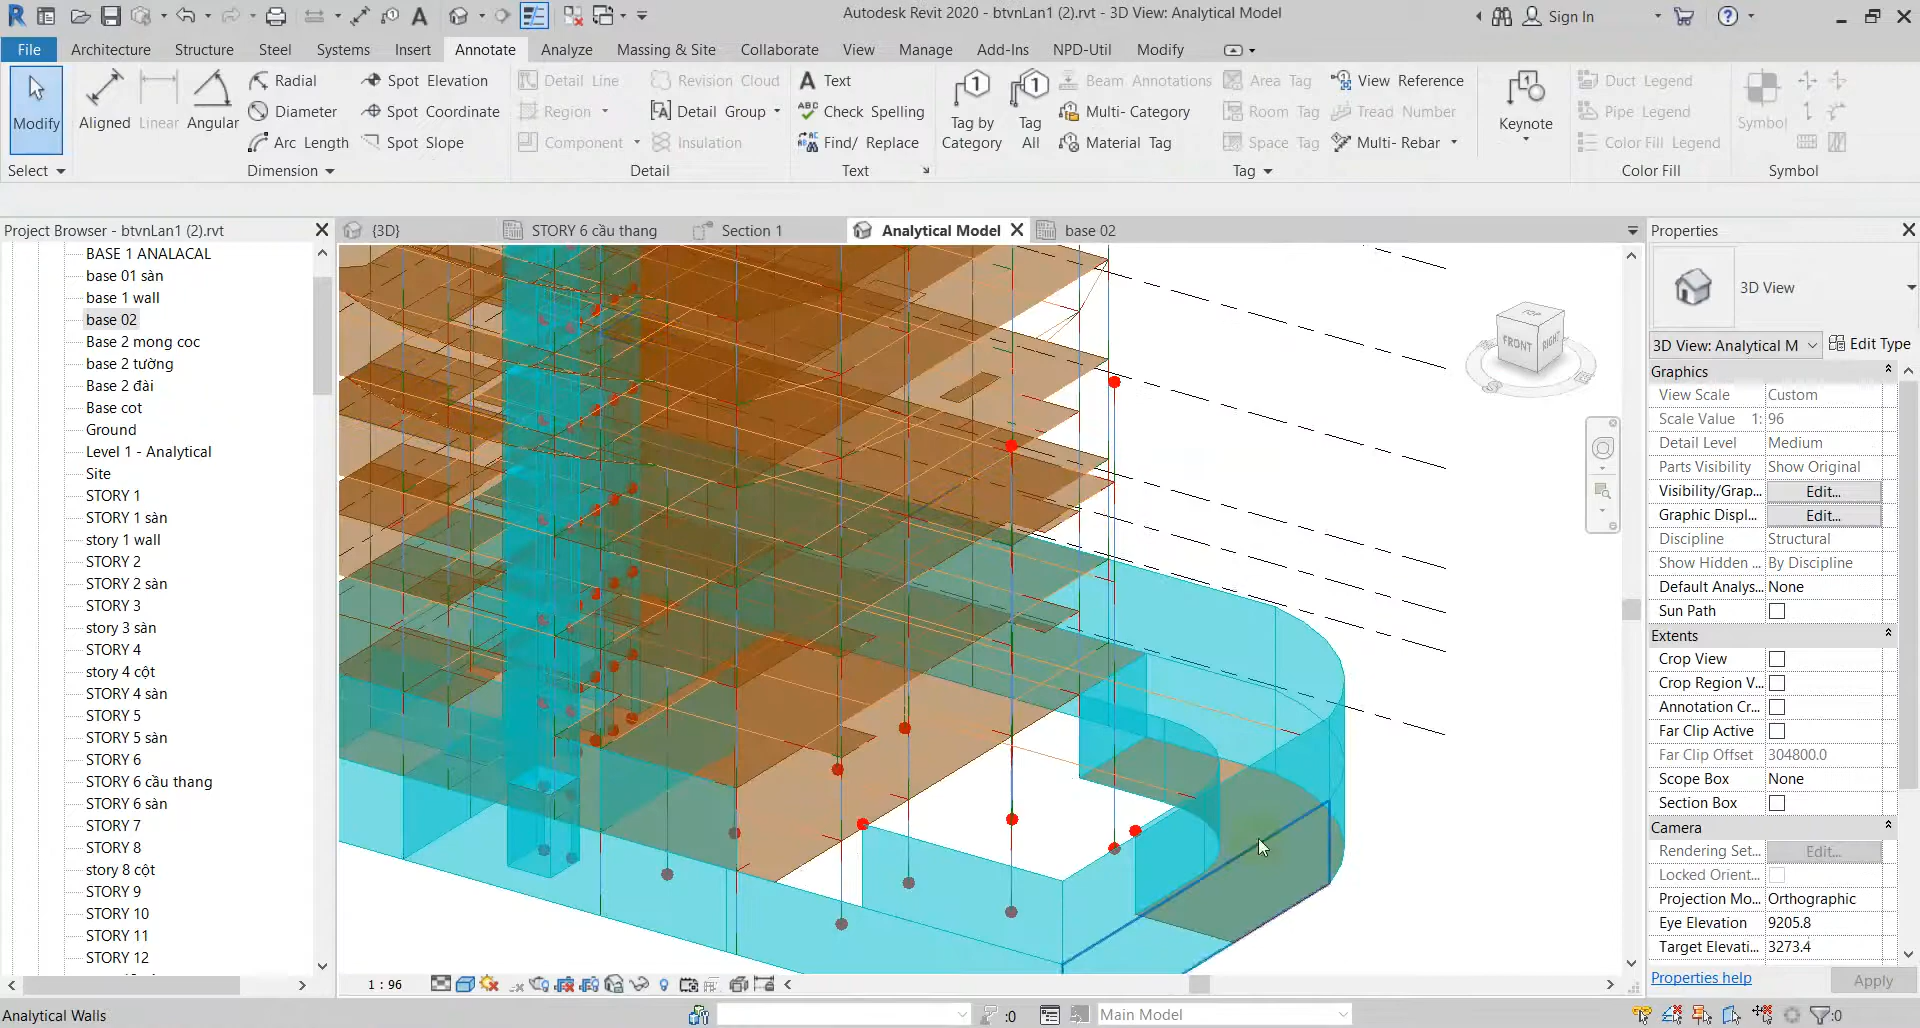 Autodesk Revit 2020 - btvnLan1 (2).rvt - 3D View: Analytical Model
Sign In
File Architecture Structure Steel Systems Insert Annotate Analyze Massing & Site Collaborate View Manage Add-Ins NPD-Util Modify
Modify
Select
Aligned
Linear
Angular
Radial
Diameter
Arc Length
Spot Elevation
Spot Coordinate
Spot Slope
Dimension
Detail Line
Region
Component
Revision Cloud
Detail Group
Insulation
Detail
Text
Check Spelling
Find/ Replace
Text
Tag by
Category
Tag
All
Beam Annotations
Multi- Category
Material Tag
Area Tag
Room Tag
Space Tag
View Reference
Tread Number
Multi- Rebar
Tag
Keynote
Duct Legend
Pipe Legend
Color Fill Legend
Color Fill
Symbol
Symbol
Project Browser - btvnLan1 (2).rvt
BASE 1 ANALACAL
base 01 sàn
base 1 wall
base 02
Base 2 mong coc
base 2 tường
Base 2 đài
Base cot
Ground
Level 1 - Analytical
Site
STORY 1
STORY 1 sàn
story 1 wall
STORY 2
STORY 2 sàn
STORY 3
story 3 sàn
STORY 4
story 4 cột
STORY 4 sàn
STORY 5
STORY 5 sàn
STORY 6
STORY 6 cầu thang
STORY 6 sàn
STORY 7
STORY 8
story 8 cột
STORY 9
STORY 10
STORY 11
STORY 12
{3D}
STORY 6 cầu thang
Section 1
Analytical Model
base 02
TOP
FRONT
RIGHT
Properties
3D View
3D View: Analytical M
Edit Type
Graphics
View Scale Custom
Scale Value 1: 96
Detail Level Medium
Parts Visibility Show Original
Visibility/Grap... Edit...
Graphic Displ... Edit...
Discipline Structural
Show Hidden ... By Discipline
Default Analys... None
Sun Path
Extents
Crop View
Crop Region V...
Annotation Cr...
Far Clip Active
Far Clip Offset 304800.0
Scope Box None
Section Box
Camera
Rendering Set... Edit...
Locked Orient...
Projection Mo... Orthographic
Eye Elevation 9205.8
Target Elevati... 3273.4
Properties help
Apply
1 : 96
Analytical Walls
:0
Main Model
:0